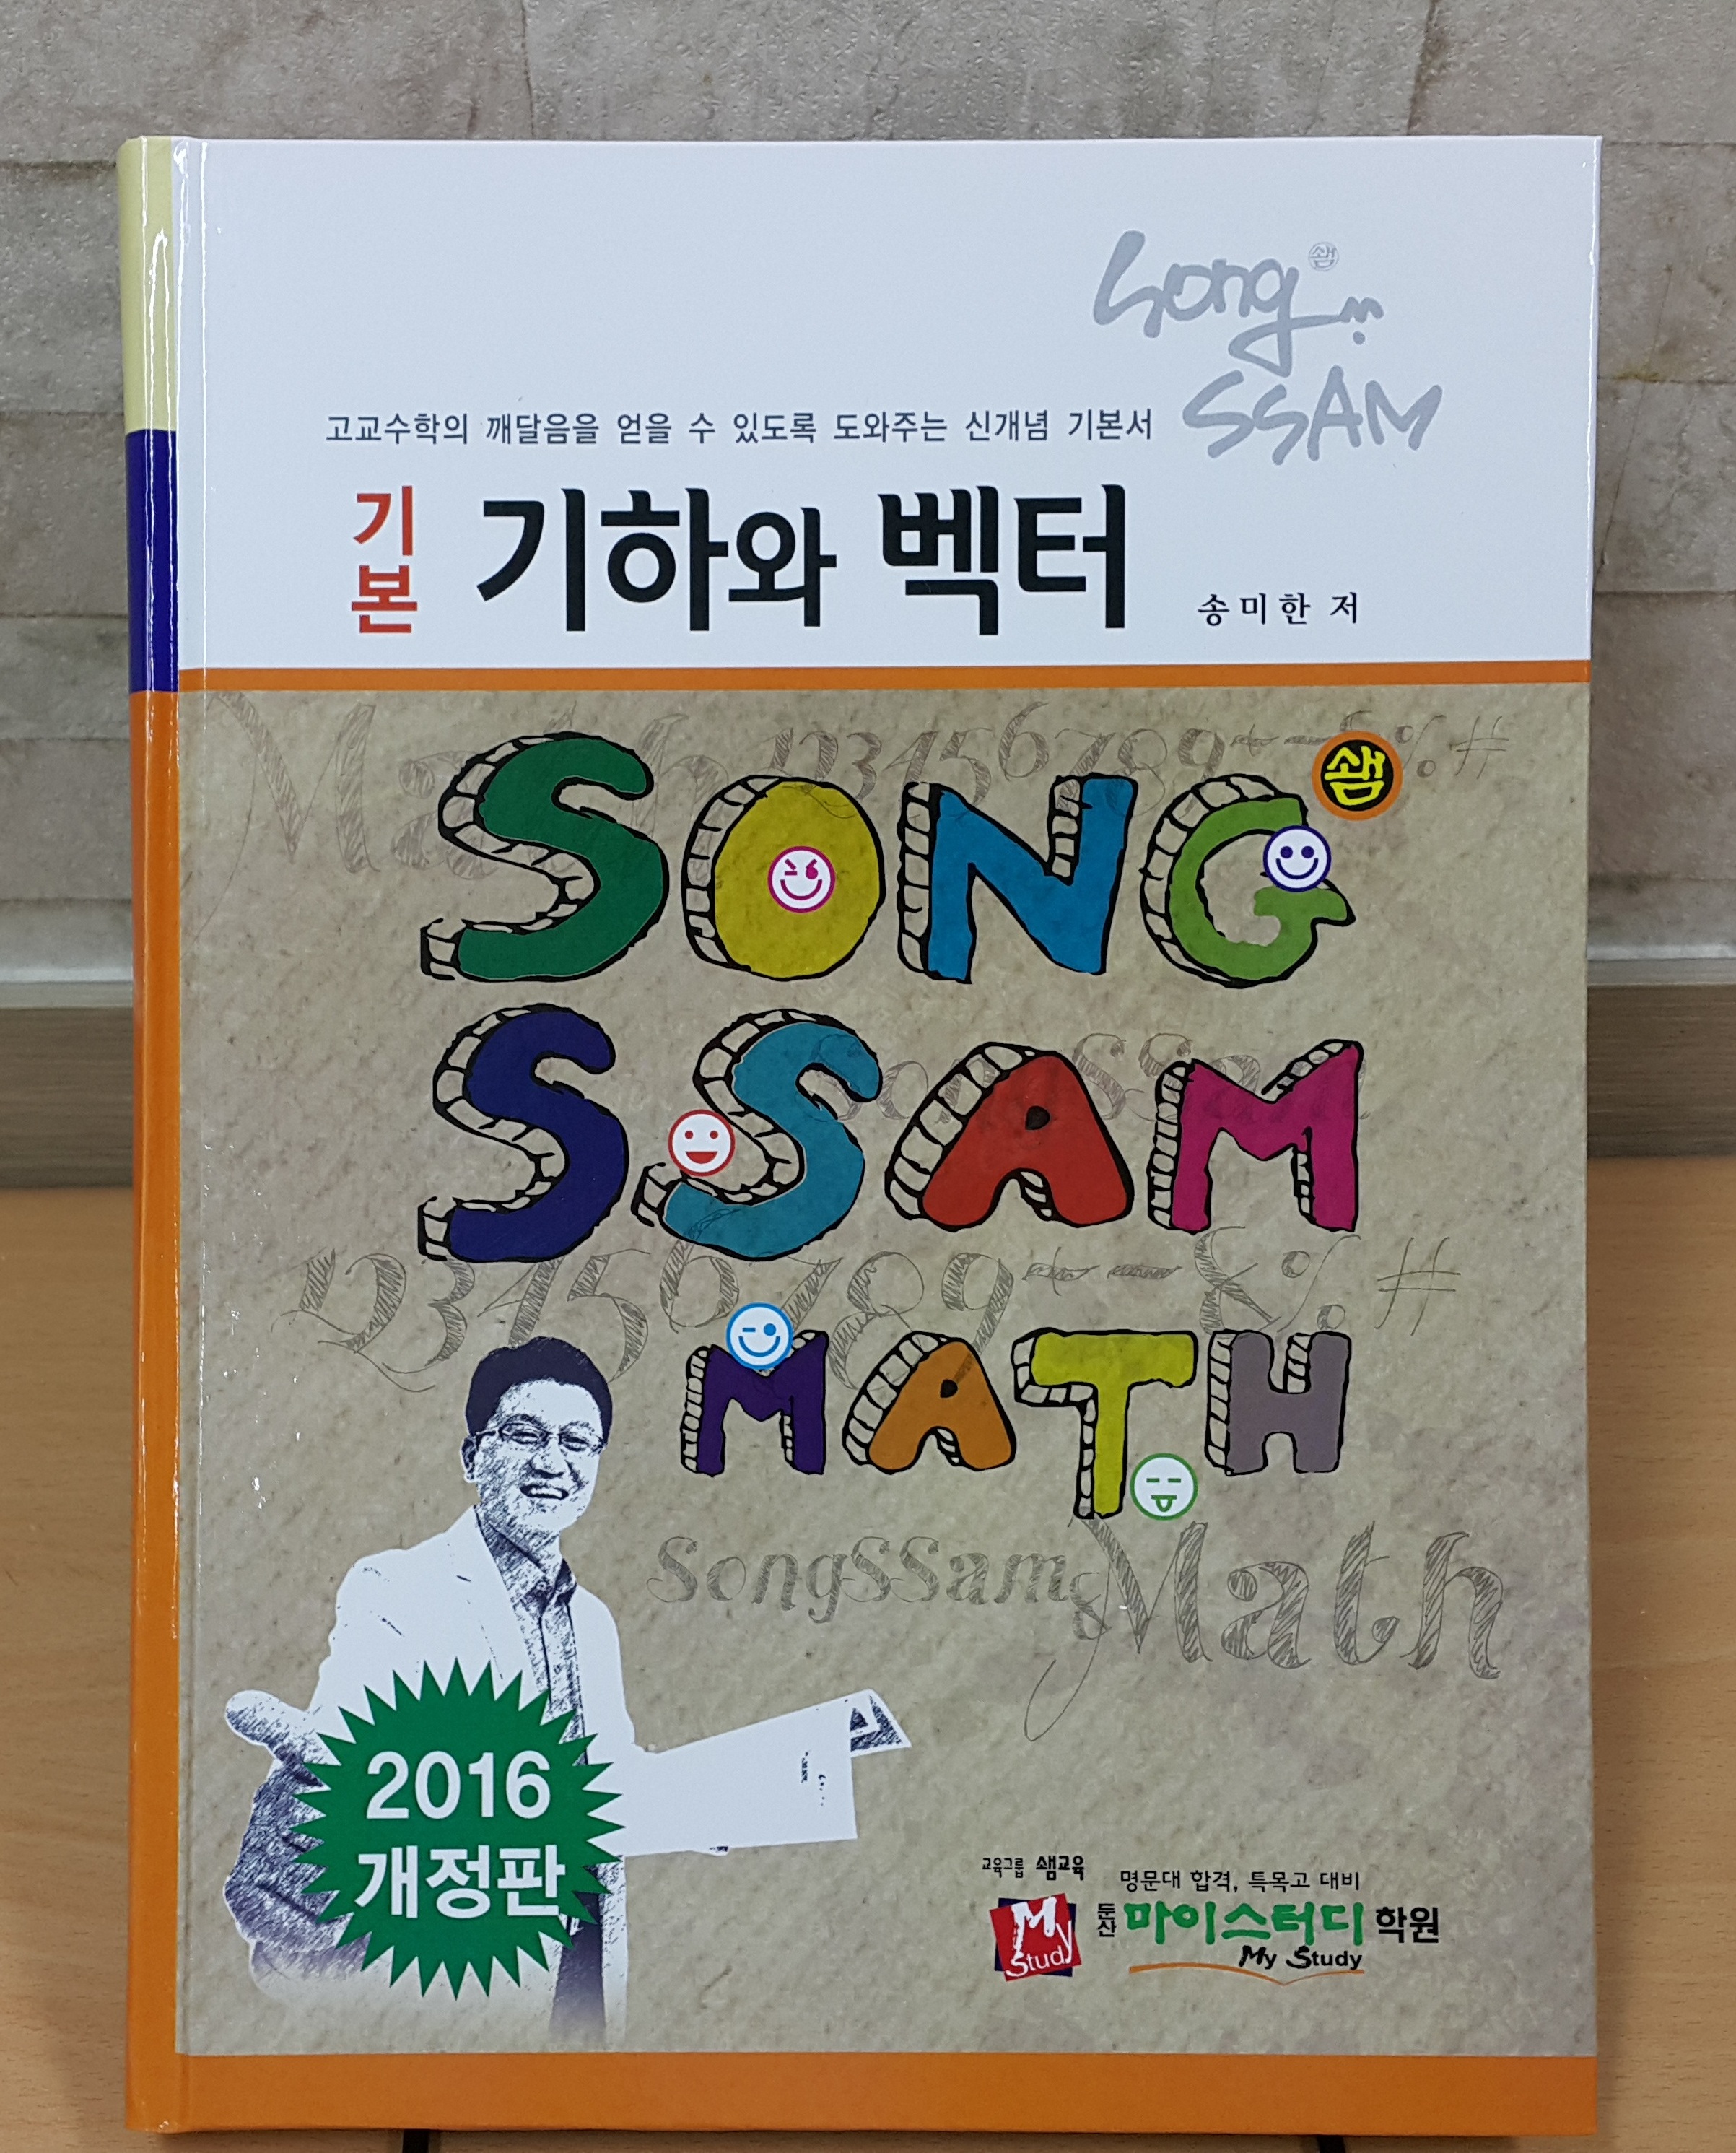 Song 쌤
SSAM
고교수학의 깨달음을 얻을 수 있도록 도와주는 신개념 기본서
기본 기하와 벡터
송미한 저
Math 123456789+-÷%#
SONG 쌤
SSAM
SongSSam
123456789+-÷%#
MATH
SongSSam Math
2016
개정판
교육그룹 쌤교육
명문대 합격, 특목고 대비
My Study
둔산 마이스터디 학원
My Study